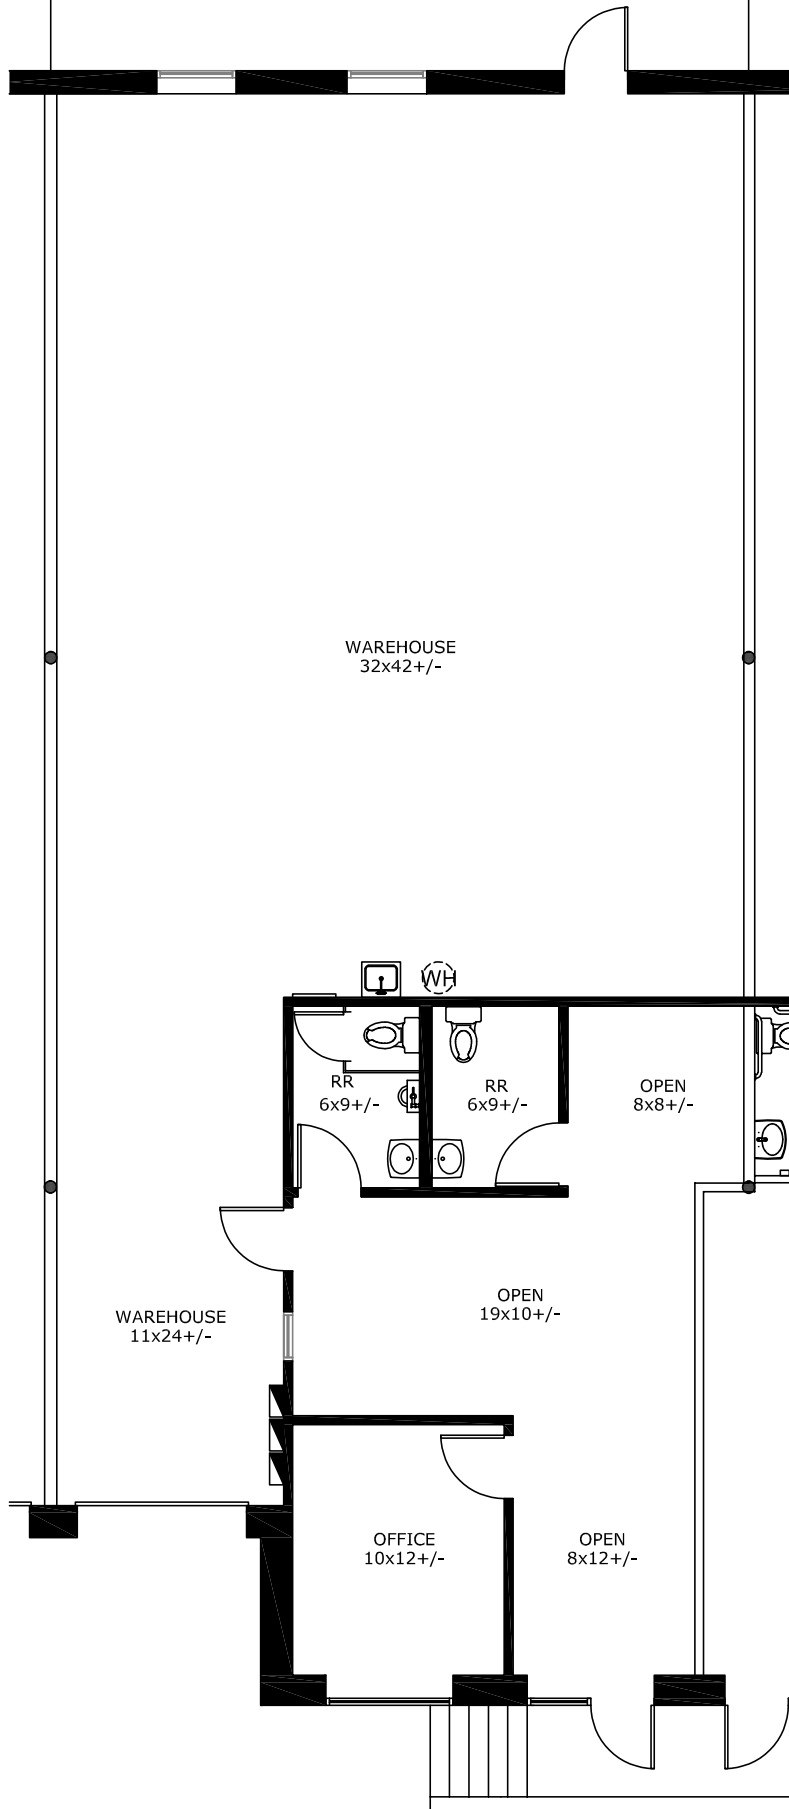 WAREHOUSE
32x42+/-
WH
RR
6x9+/-
RR
6x9+/-
OPEN
8x8+/-
OPEN
19x10+/-
WAREHOUSE
11x24+/-
OFFICE
10x12+/-
OPEN
8x12+/-